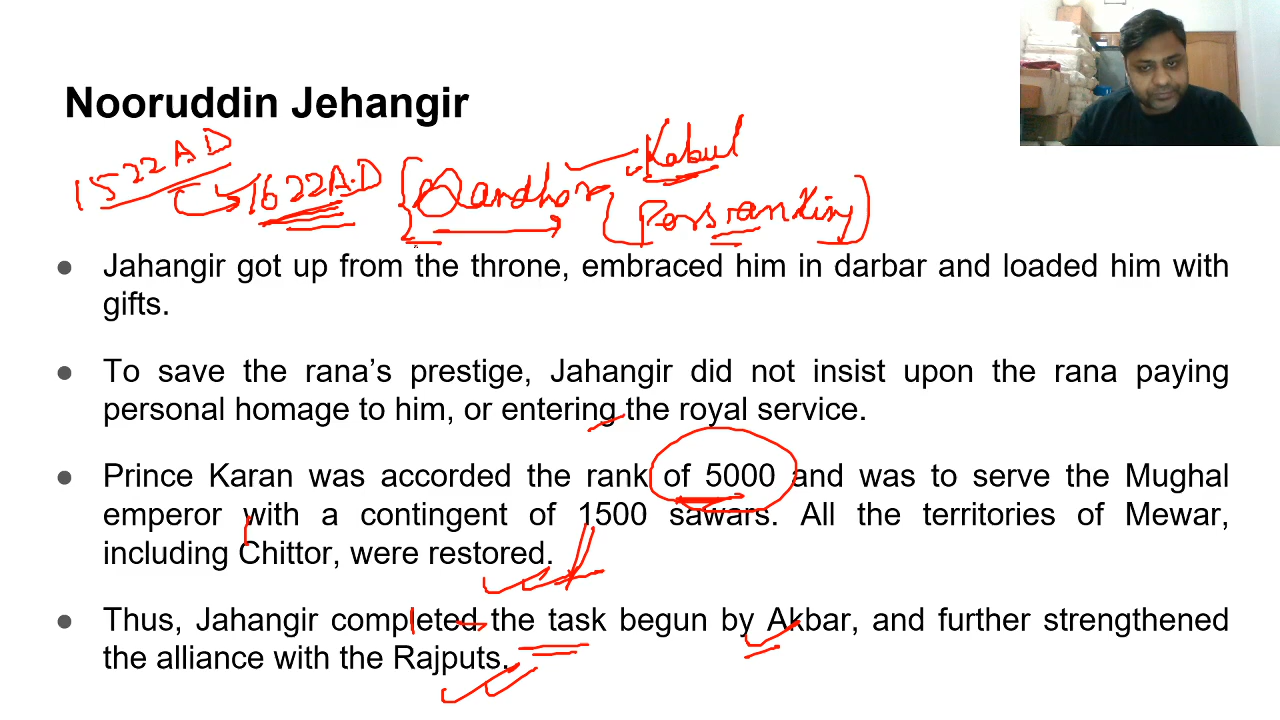 Nooruddin Jehangir
1522 AD
1622 A.D { Qandhar ( Persian King )
Kabul
● Jahangir got up from the throne, embraced him in darbar and loaded him with
gifts.
● To save the rana’s prestige, Jahangir did not insist upon the rana paying
personal homage to him, or entering the royal service.
● Prince Karan was accorded the rank of 5000 and was to serve the Mughal
emperor with a contingent of 1500 sawars. All the territories of Mewar,
including Chittor, were restored.
● Thus, Jahangir completed the task begun by Akbar, and further strengthened
the alliance with the Rajputs.